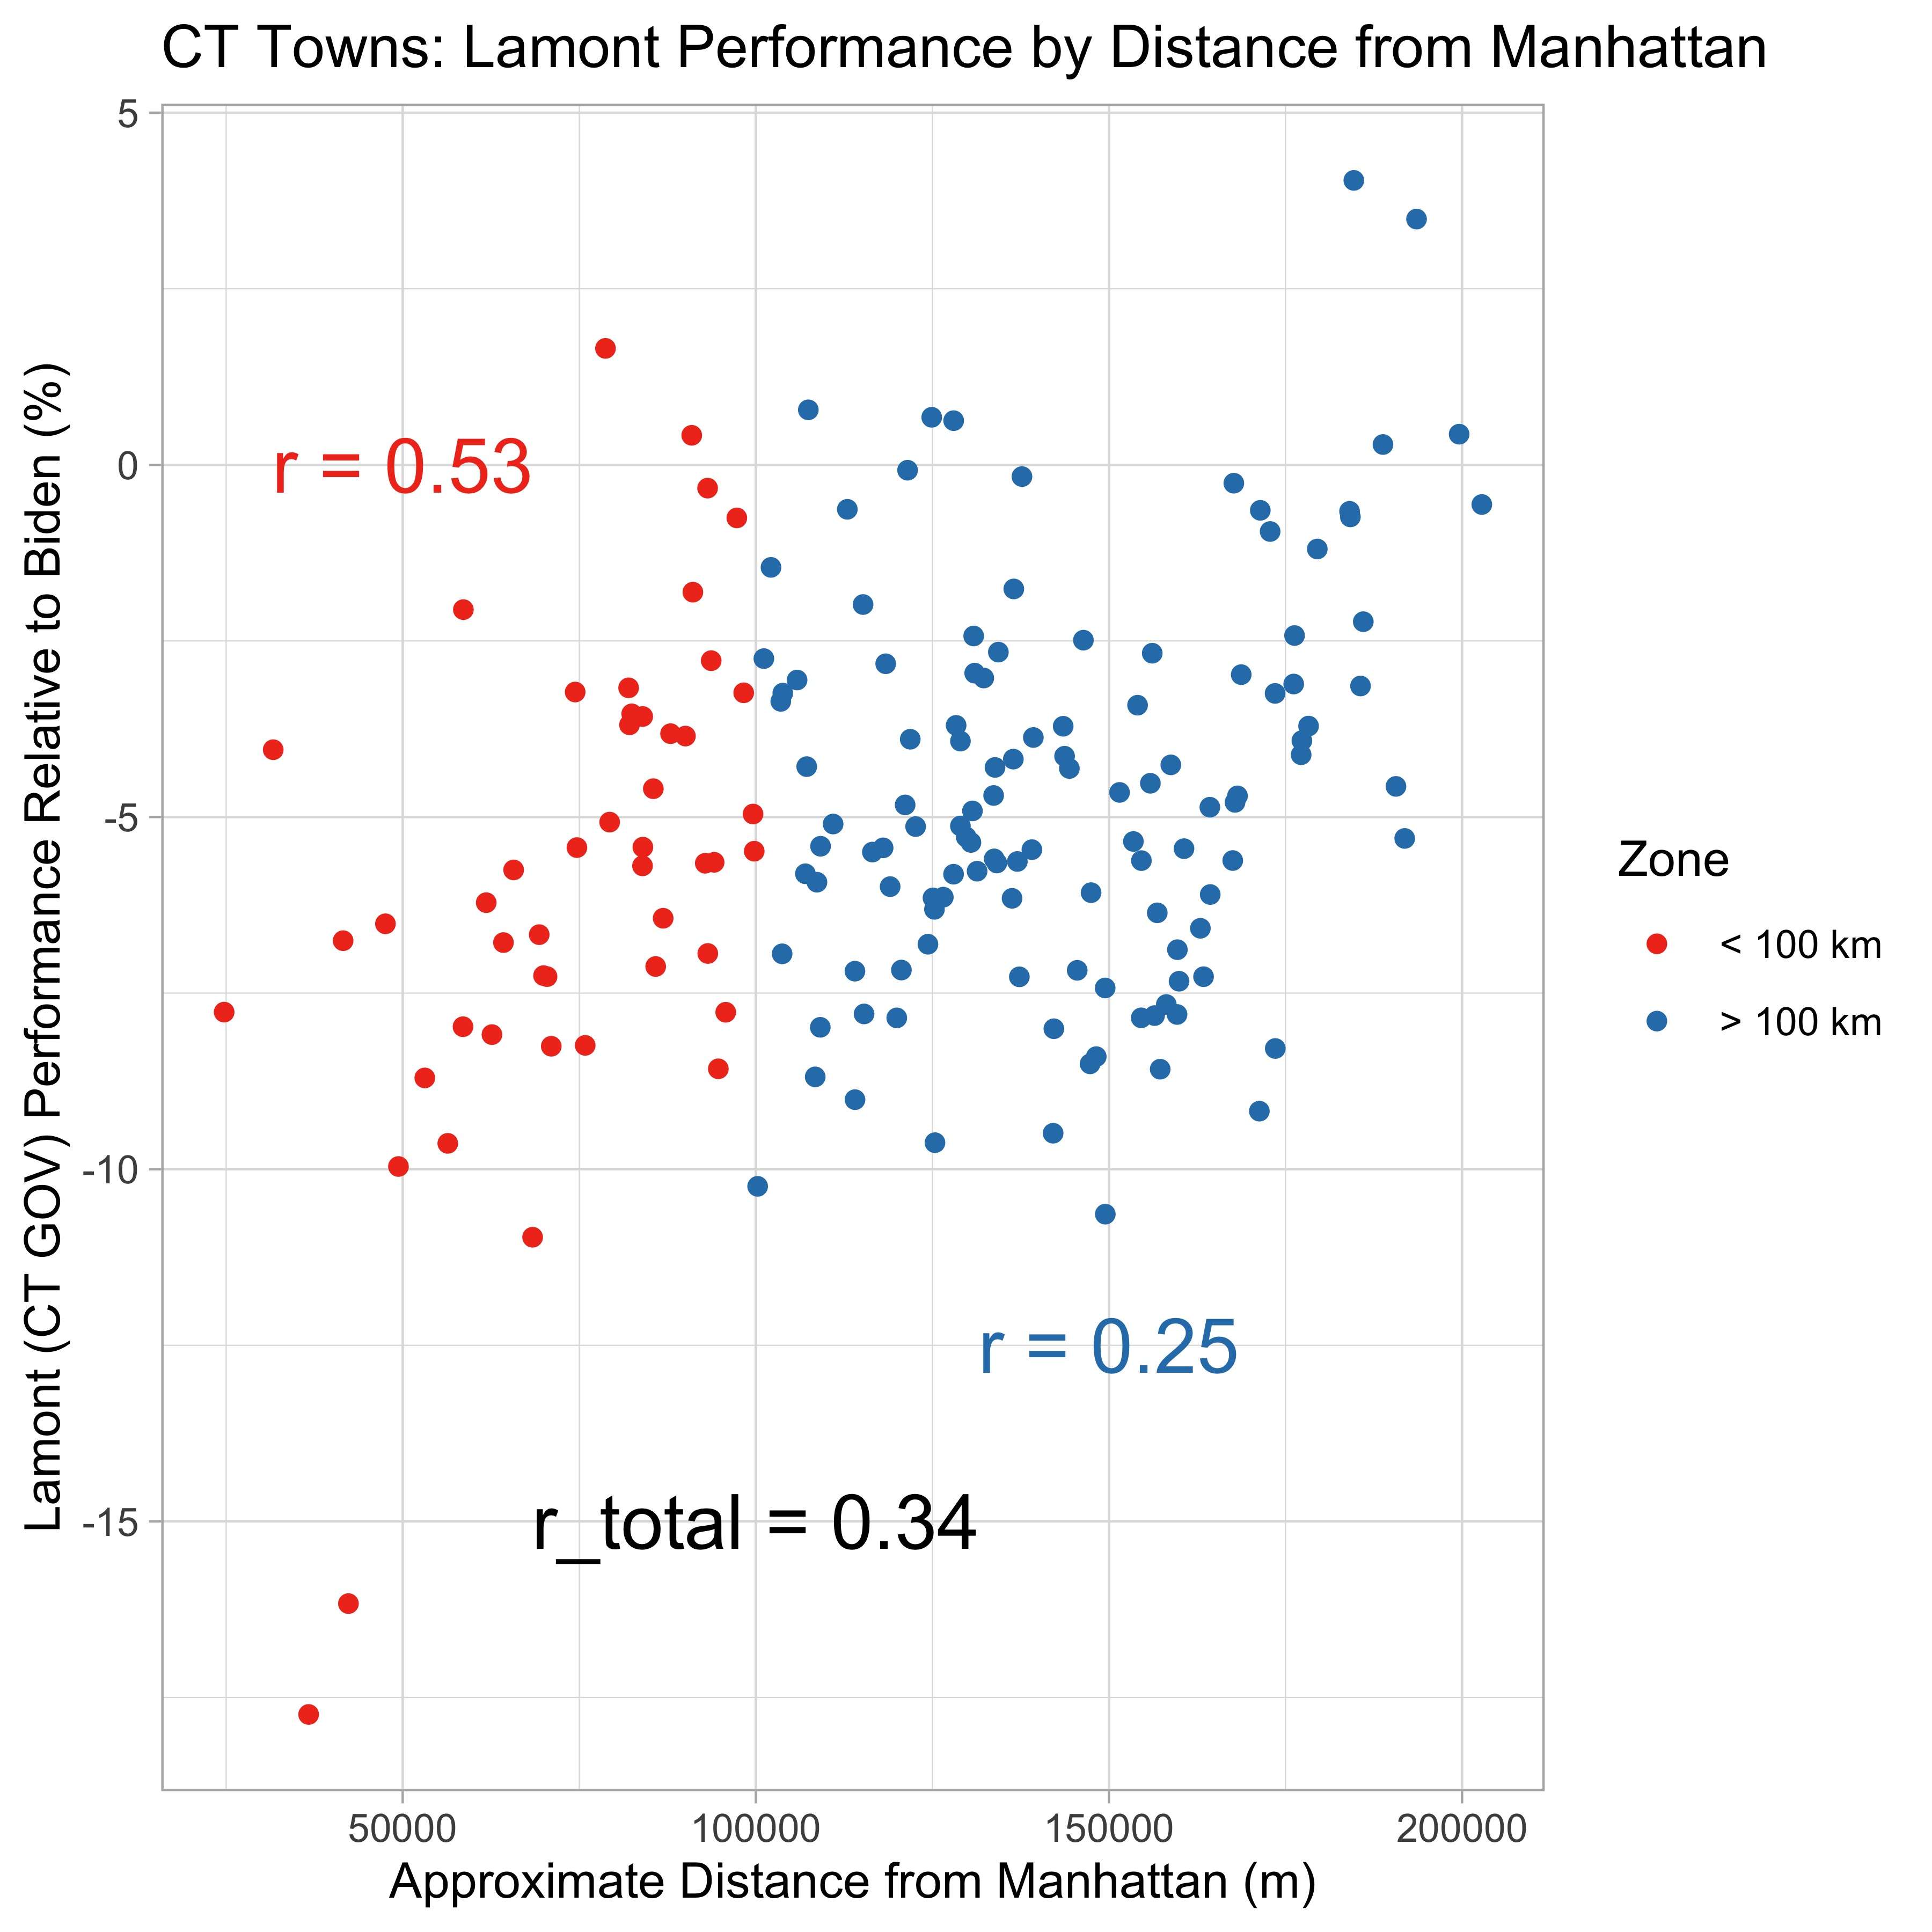 CT Towns: Lamont Performance by Distance from Manhattan
Lamont (CT GOV) Performance Relative to Biden (%)
5
0
-5
-10
-15
r = 0.53
r = 0.25
r_total = 0.34
50000
100000
150000
200000
Approximate Distance from Manhattan (m)
Zone
< 100 km
> 100 km